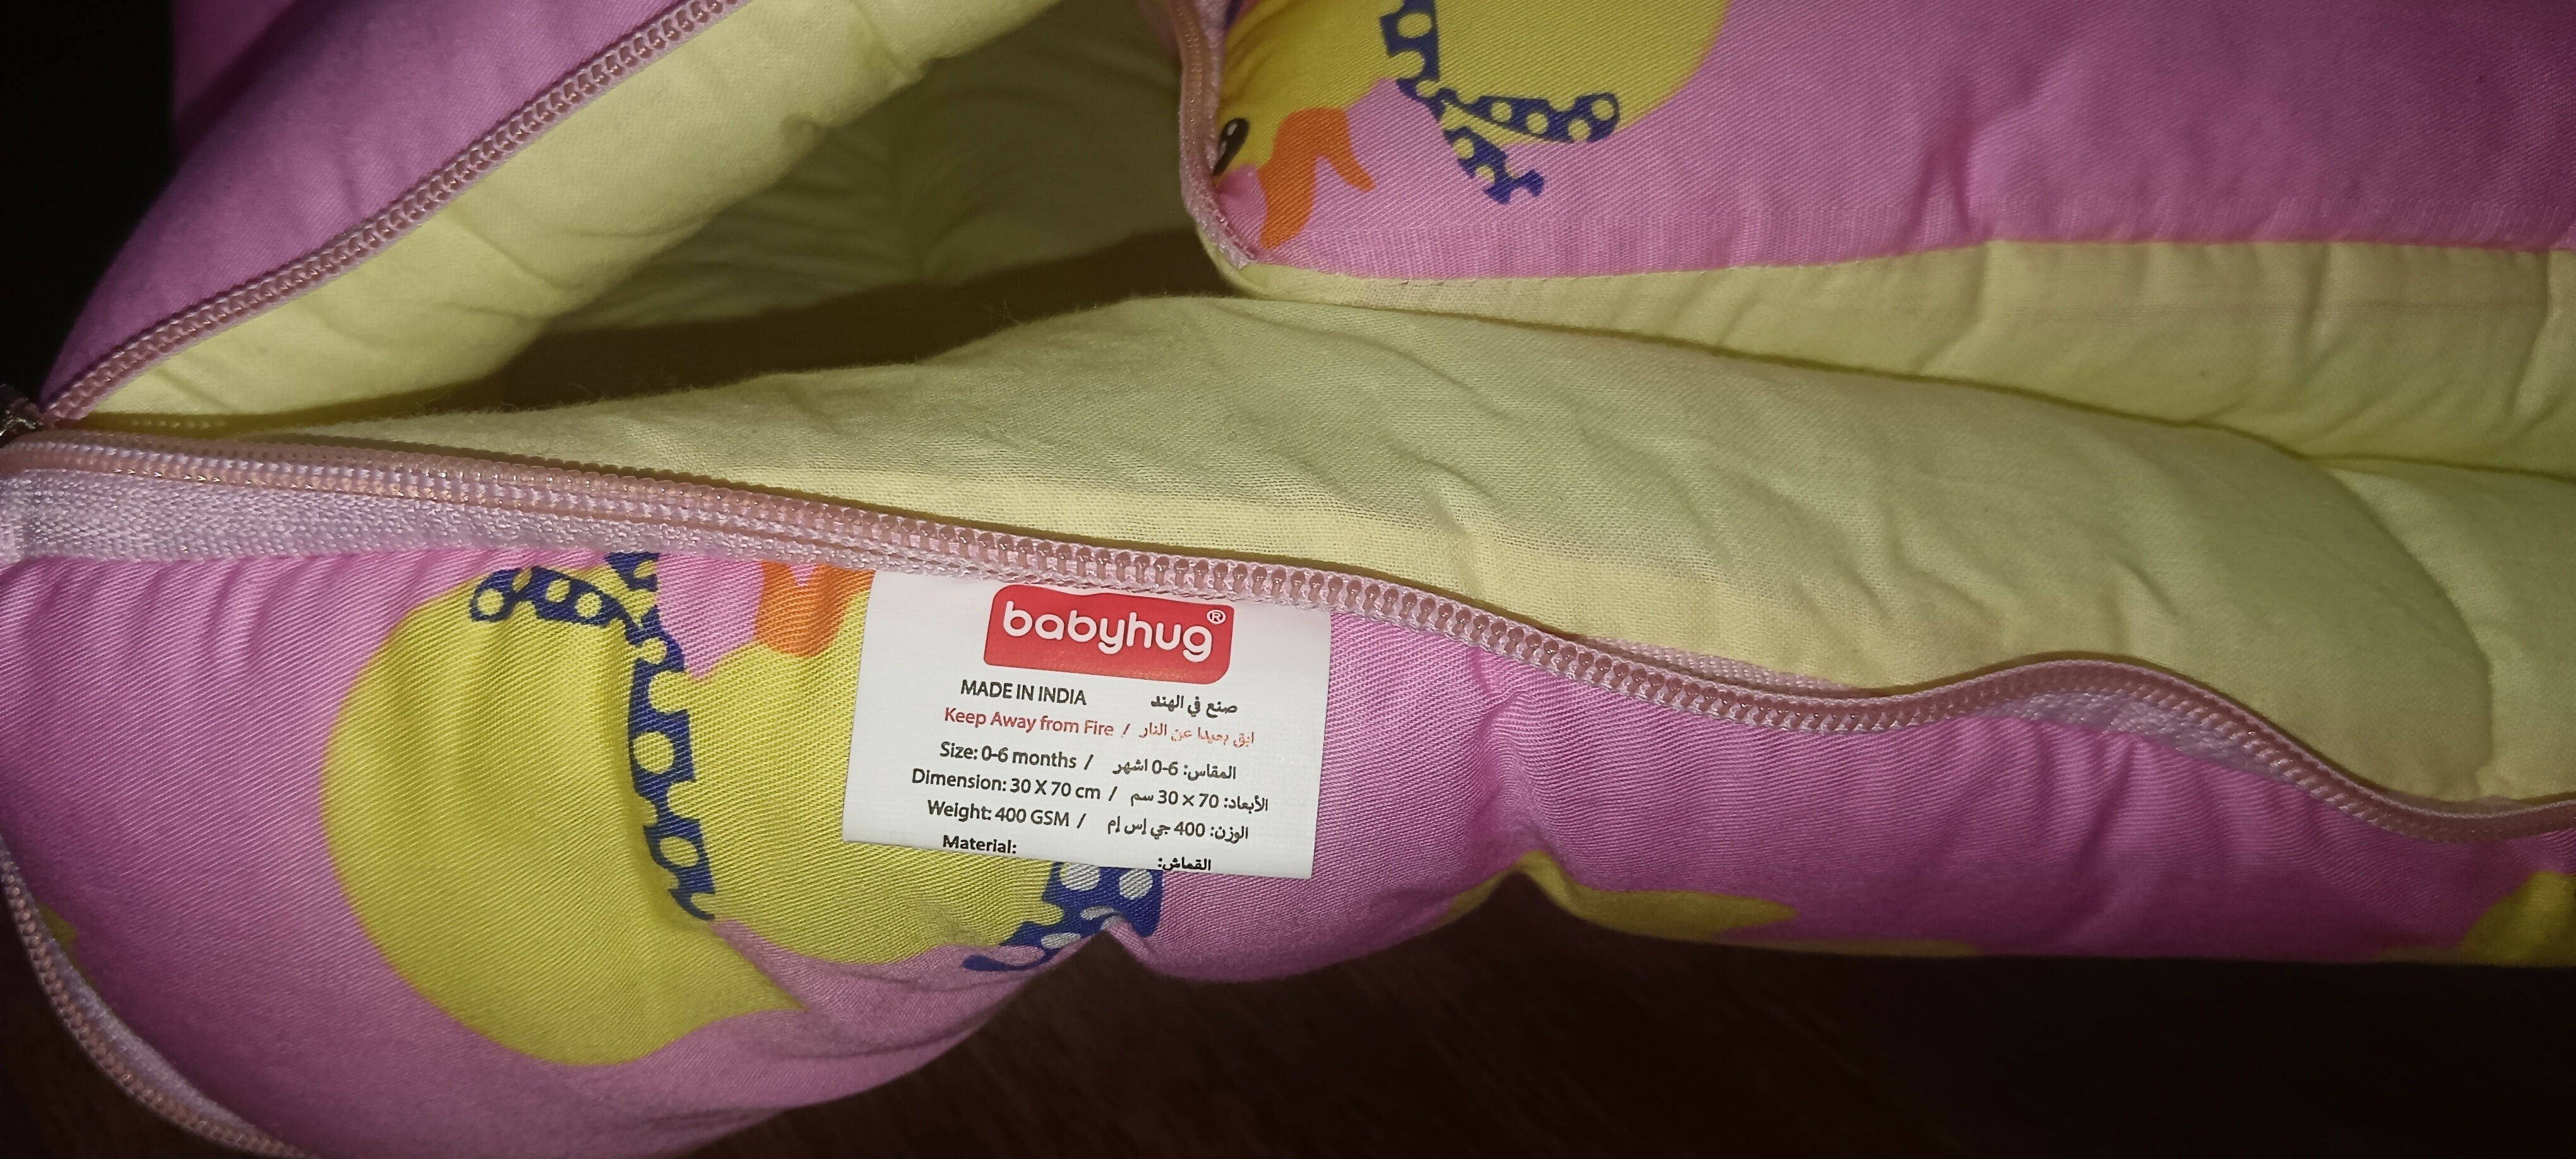 babyhug®
MADE IN INDIA صنع في الهند
Keep Away from Fire / ابق بعيدا عن النار
Size: 0-6 months / المقاس: 6-0 اشهر
Dimension: 30 X 70 cm / الأبعاد: 70 × 30 سم
Weight: 400 GSM / الوزن: 400 جي إس إم
Material: القماش: